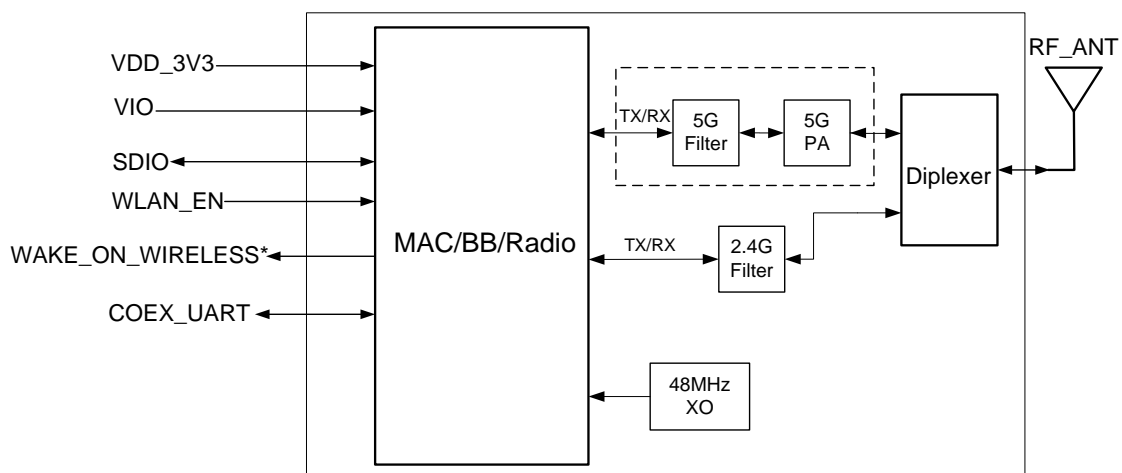 VDD_3V3
VIO
SDIO
WLAN_EN
WAKE_ON_WIRELESS*
COEX_UART
MAC/BB/Radio
TX/RX
5G
Filter
5G
PA
TX/RX
2.4G
Filter
48MHz
XO
Diplexer
RF_ANT